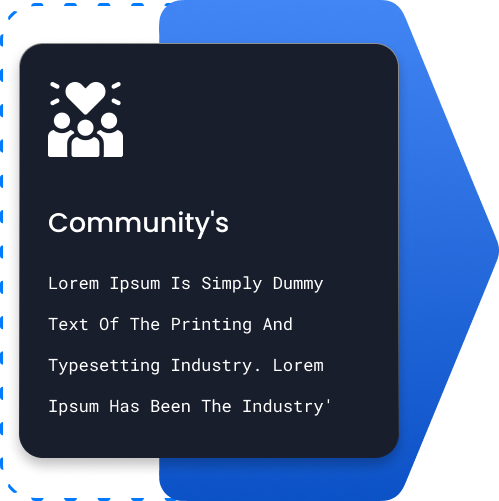 Community's
Lorem Ipsum Is Simply Dummy
Text Of The Printing And
Typesetting Industry. Lorem
Ipsum Has Been The Industry'